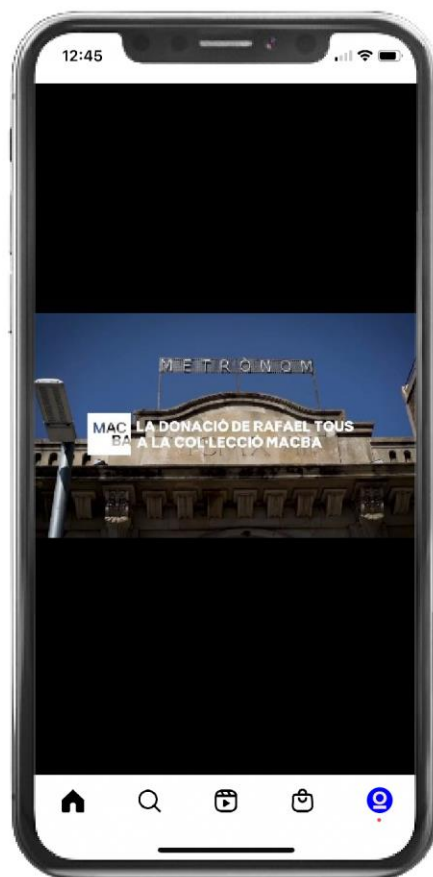 12:45
METRÒNOM
MAC
BA
LA DONACIÓ DE RAFAEL TOUS
A LA COL·LECCIÓ MACBA